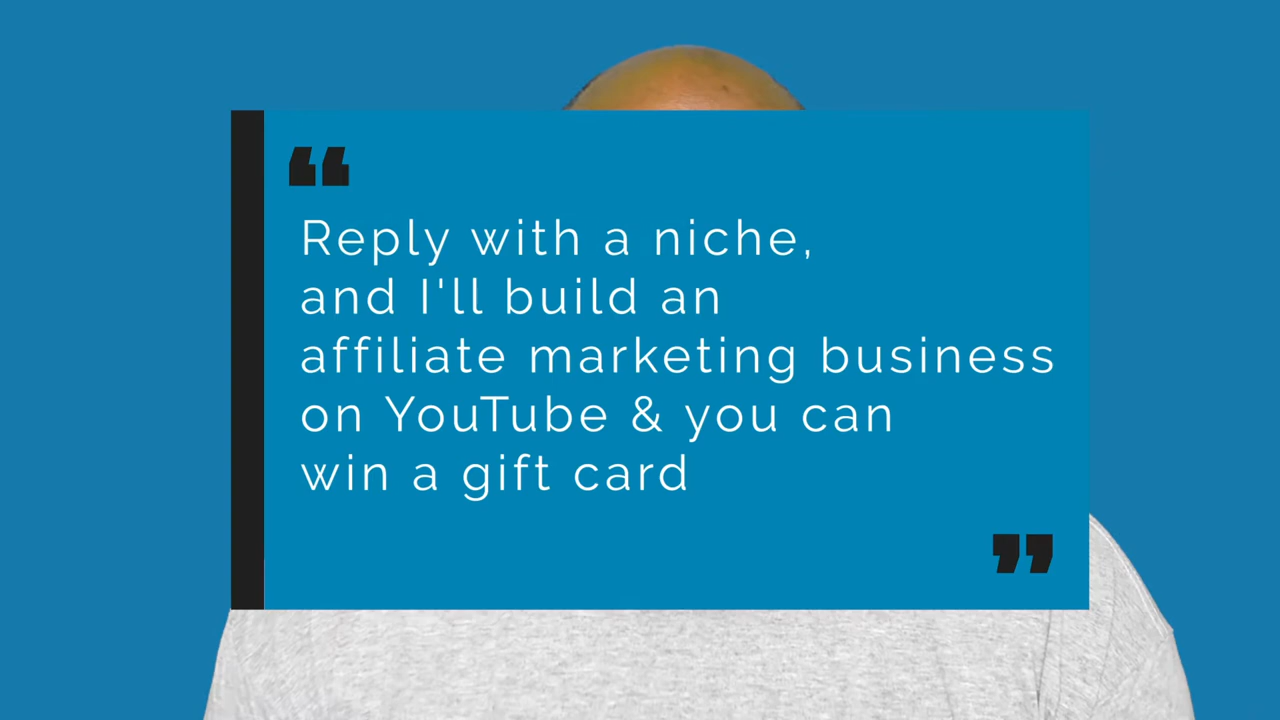 ❝
Reply with a niche,
and I'll build an
affiliate marketing business
on YouTube & you can
win a gift card
❞